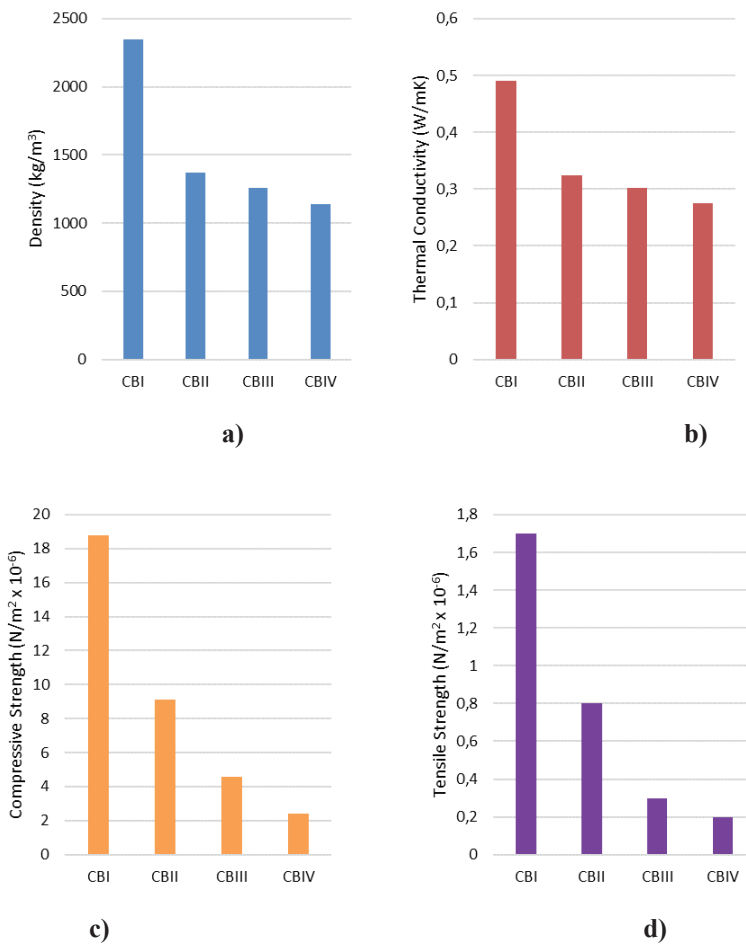 Density (kg/m³)
2500
2000
1500
1000
500
0
CBI CBII CBIII CBIV
a)
Thermal Conductivity (W/mK)
0,6
0,5
0,4
0,3
0,2
0,1
0
CBI CBII CBIII CBIV
b)
Compressive Strength (N/m² x 10⁻⁶)
20
18
16
14
12
10
8
6
4
2
0
CBI CBII CBIII CBIV
c)
Tensile Strength (N/m² x 10⁻⁶)
1,8
1,6
1,4
1,2
1
0,8
0,6
0,4
0,2
0
CBI CBII CBIII CBIV
d)